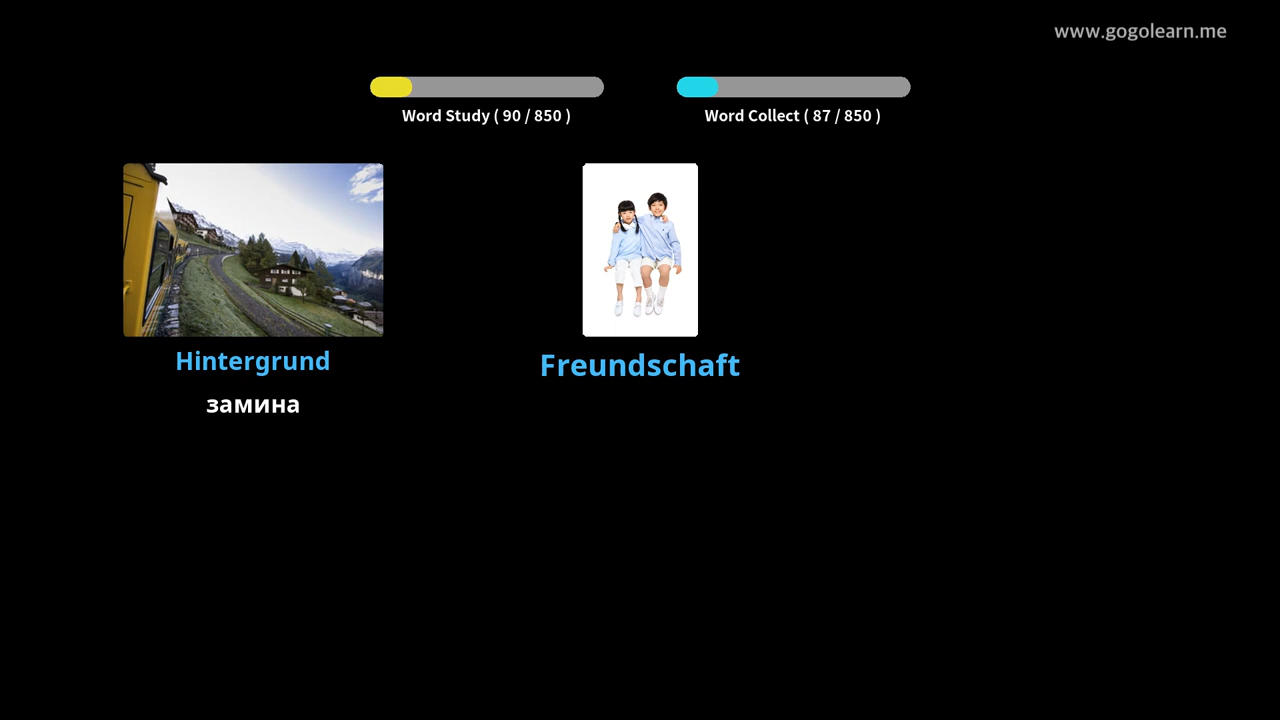 www.gogolearn.me
Word Study ( 90 / 850 )
Word Collect ( 87 / 850 )
Hintergrund
замина
Freundschaft